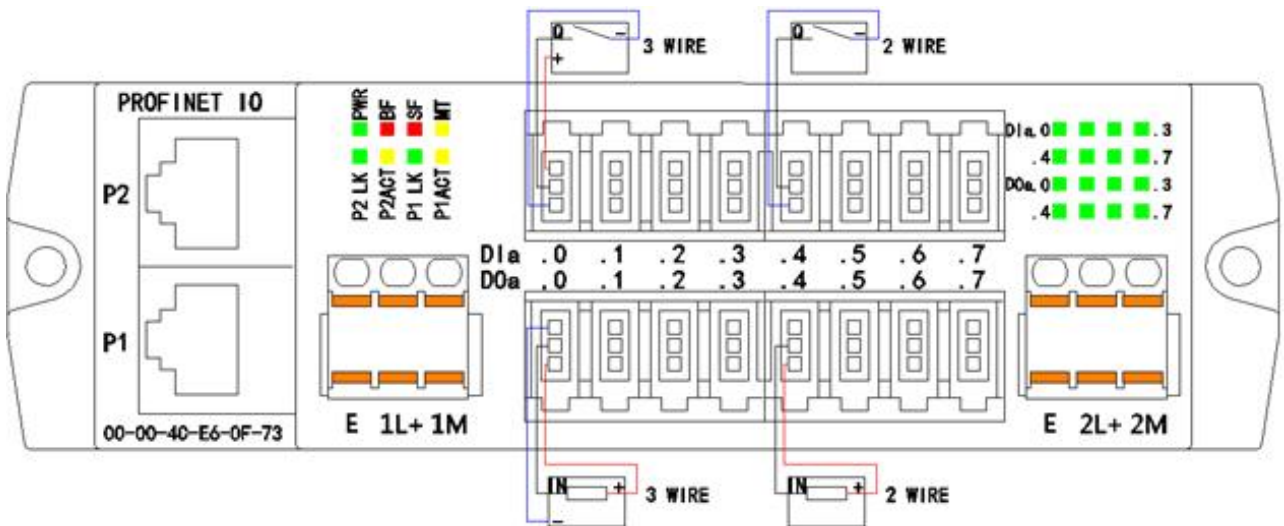 Q - 3 WIRE
+
Q - 2 WIRE
PROFINET IO
PWR BF SF MT
P2 LK P2ACT P1 LK P1ACT
P2
P1
00-00-4C-E6-0F-73
E 1L+ 1M
DIa .0 .1 .2 .3 .4 .5 .6 .7
DOa .0 .1 .2 .3 .4 .5 .6 .7
DIa.0 .3
.4 .7
DOa.0 .3
.4 .7
E 2L+ 2M
IN + 3 WIRE
-
IN + 2 WIRE